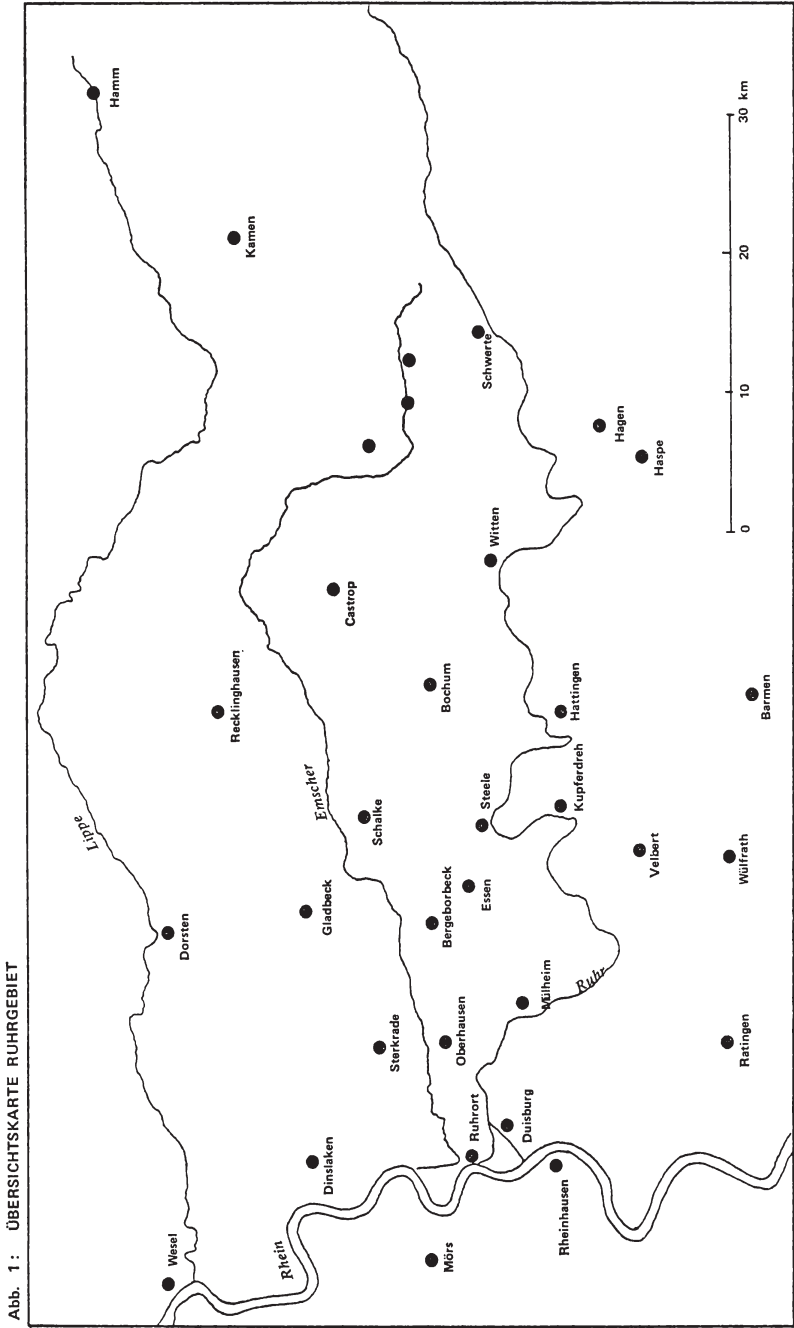 Abb. 1: ÜBERSICHTSKARTE RUHRGEBIET
Hamm
Lippe
Wesel
Dorsten
Recklinghausen
Kamen
Dinslaken
Gladbeck
Emscher
Castrop
Rhein
Sterkrade
Schalke
Mörs
Oberhausen
Bergeborbeck
Bochum
Ruhrort
Essen
Steele
Witten
Schwerte
Duisburg
Mülheim
Rheinhausen
Ruhr
Kupferdreh
Hattingen
Hagen
Haspe
Velbert
Ratingen
Wülfrath
Barmen
0 10 20 30 km